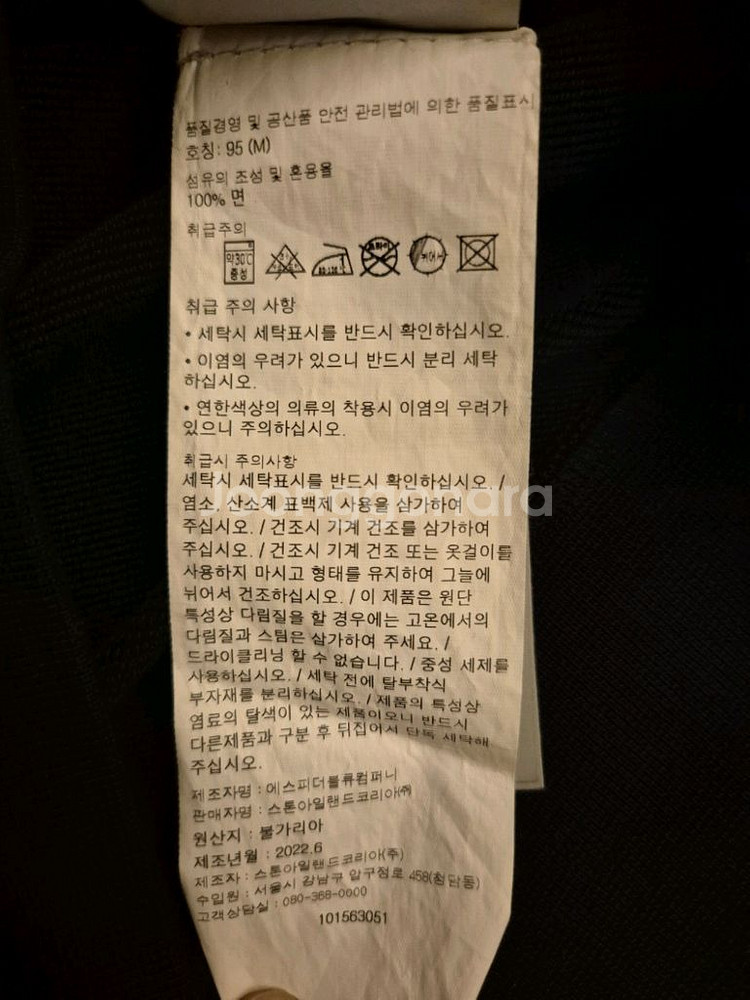 품질경영 및 공산품 안전 관리법에 의한 품질표시
호칭: 95 (M)
섬유의 조성 및 혼용율
100% 면
취급주의
약30℃
중성
뉘어서
취급 주의 사항
• 세탁시 세탁표시를 반드시 확인하십시오.
• 이염의 우려가 있으니 반드시 분리 세탁
하십시오.
• 연한색상의 의류의 착용시 이염의 우려가
있으니 주의하십시오.
취급시 주의사항
세탁시 세탁표시를 반드시 확인하십시오. /
염소, 산소계 표백제 사용을 삼가하여
주십시오. / 건조시 기계 건조를 삼가하여
주십시오. / 건조시 기계 건조 또는 옷걸이를
사용하지 마시고 형태를 유지하여 그늘에
뉘어서 건조하십시오. / 이 제품은 원단
특성상 다림질을 할 경우에는 고온에서의
다림질과 스팀은 삼가하여 주세요. /
드라이클리닝 할 수 없습니다. / 중성 세제를
사용하십시오. / 세탁 전에 탈부착식
부자재를 분리하십시오. / 제품의 특성상
염료의 탈색이 있는 제품이오니 반드시
다른제품과 구분 후 뒤집어서 단독 세탁해
주십시오.
제조자명 : 에스피더블류컴퍼니
판매자명 : 스톤아일랜드코리아㈜
원산지 : 불가리아
제조년월 : 2022.6
제조자 : 스톤아일랜드코리아(주)
수입원 : 서울시 강남구 압구정로 458(청담동)
고객상담실 : 080-368-0000
101563051